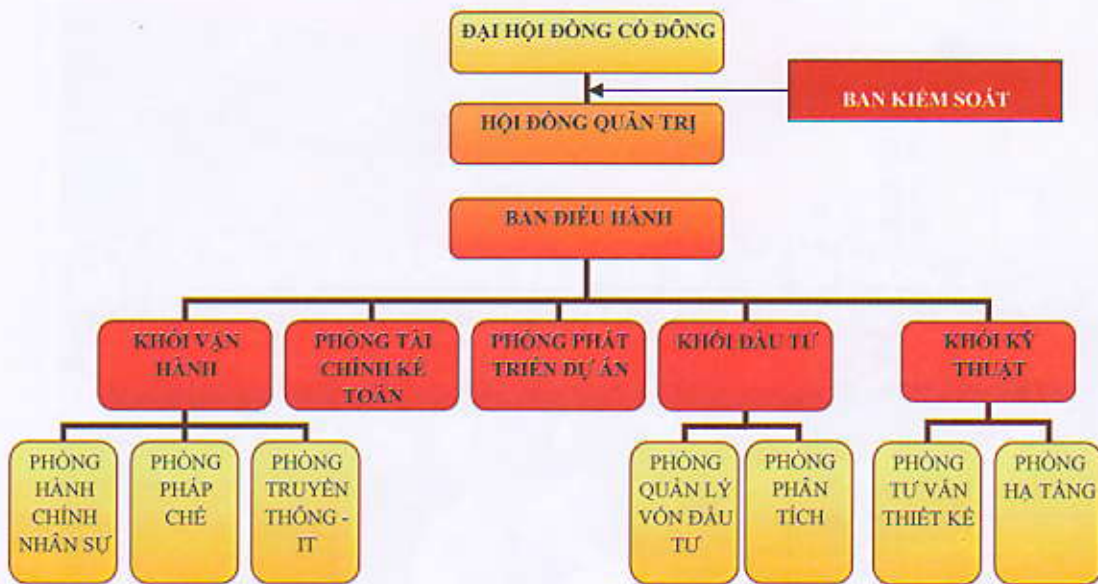 ĐẠI HỘI ĐỒNG CỔ ĐÔNG
BAN KIỂM SOÁT
HỘI ĐỒNG QUẢN TRỊ
BAN ĐIỀU HÀNH
KHỐI VẬN
HÀNH
PHÒNG TÀI
CHÍNH KẾ
TOÁN
PHÒNG PHÁT
TRIỂN DỰ ÁN
KHỐI ĐẦU TƯ
KHỐI KỸ
THUẬT
PHÒNG
HÀNH
CHÍNH
NHÂN SỰ
PHÒNG
PHÁP
CHẾ
PHÒNG
TRUYỀN
THÔNG -
IT
PHÒNG
QUẢN LÝ
VỐN ĐẦU
TƯ
PHÒNG
PHÂN
TÍCH
PHÒNG
TƯ VẤN
THIẾT KẾ
PHÒNG
HẠ TẦNG